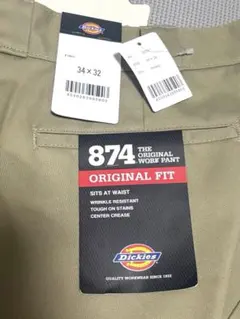 Dickies
34×32
874 THE
ORIGINAL
WORK PANT
ORIGINAL FIT
SITS AT WAIST
WRINKLE RESISTANT
TOUGH ON STAINS
CENTER CREASE
Dickies
QUALITY WORKWEAR SINCE 1922